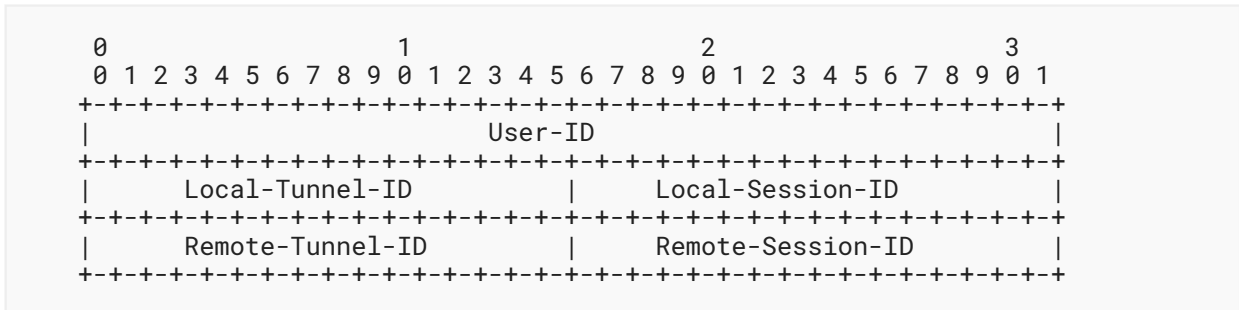 0                   1                   2                   3
 0 1 2 3 4 5 6 7 8 9 0 1 2 3 4 5 6 7 8 9 0 1 2 3 4 5 6 7 8 9 0 1
+-+-+-+-+-+-+-+-+-+-+-+-+-+-+-+-+-+-+-+-+-+-+-+-+-+-+-+-+-+-+-+-+
|                          User-ID                              |
+-+-+-+-+-+-+-+-+-+-+-+-+-+-+-+-+-+-+-+-+-+-+-+-+-+-+-+-+-+-+-+-+
|      Local-Tunnel-ID          |     Local-Session-ID          |
+-+-+-+-+-+-+-+-+-+-+-+-+-+-+-+-+-+-+-+-+-+-+-+-+-+-+-+-+-+-+-+-+
|      Remote-Tunnel-ID         |     Remote-Session-ID         |
+-+-+-+-+-+-+-+-+-+-+-+-+-+-+-+-+-+-+-+-+-+-+-+-+-+-+-+-+-+-+-+-+